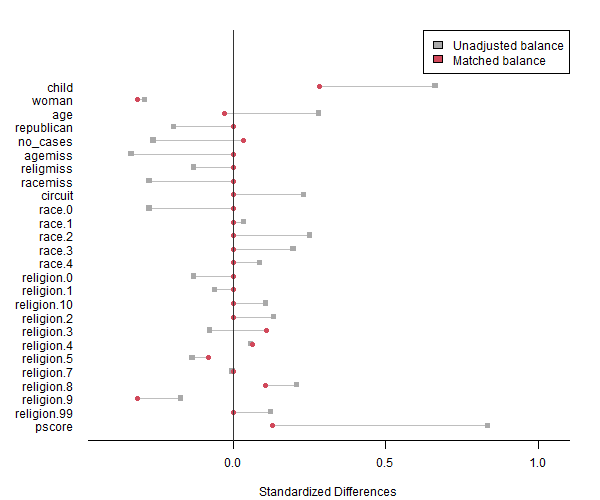 Unadjusted balance
Matched balance
child
woman
age
republican
no_cases
agemiss
religmiss
racemiss
circuit
race.0
race.1
race.2
race.3
race.4
religion.0
religion.1
religion.10
religion.2
religion.3
religion.4
religion.5
religion.7
religion.8
religion.9
religion.99
pscore
0.0 0.5 1.0
Standardized Differences